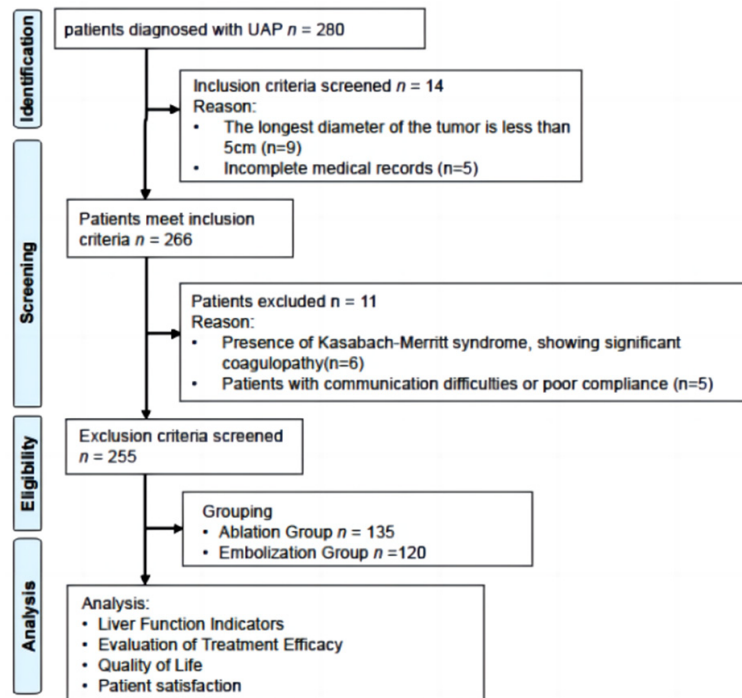 Identification
patients diagnosed with UAP n = 280
Inclusion criteria screened n = 14
Reason:
• The longest diameter of the tumor is less
than 5cm (n=9)
• Incomplete medical records (n=5)
Screening
Patients meet inclusion
criteria n = 266
Patients excluded n = 11
Reason:
• Presence of Kasabach-Merritt syndrome, showing significant
coagulopathy(n=6)
• Patients with communication difficulties or poor compliance (n=5)
Eligibility
Exclusion criteria screened
n = 255
Grouping
• Ablation Group n = 135
• Embolization Group n =120
Analysis
Analysis:
• Liver Function Indicators
• Evaluation of Treatment Efficacy
• Quality of Life
• Patient satisfaction